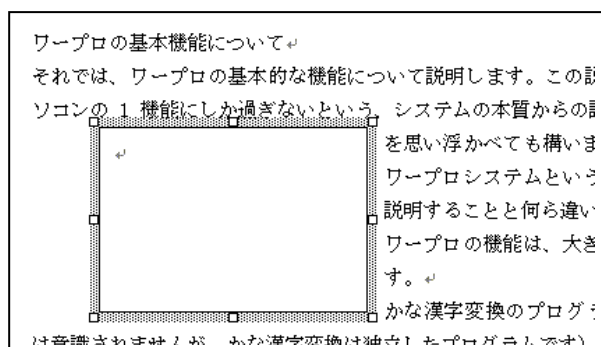 ワープロの基本機能について↵
それでは、ワープロの基本的な機能について説明します。この説
ソコンの 1 機能にしか過ぎないという、システムの本質からの説
を思い浮かべても構いま
ワープロシステムという
説明することと何ら違い
ワープロの機能は、大き
す。↵
かな漢字変換のプログラ
は意識されませんが、かな漢字変換は独立したプログラムです)